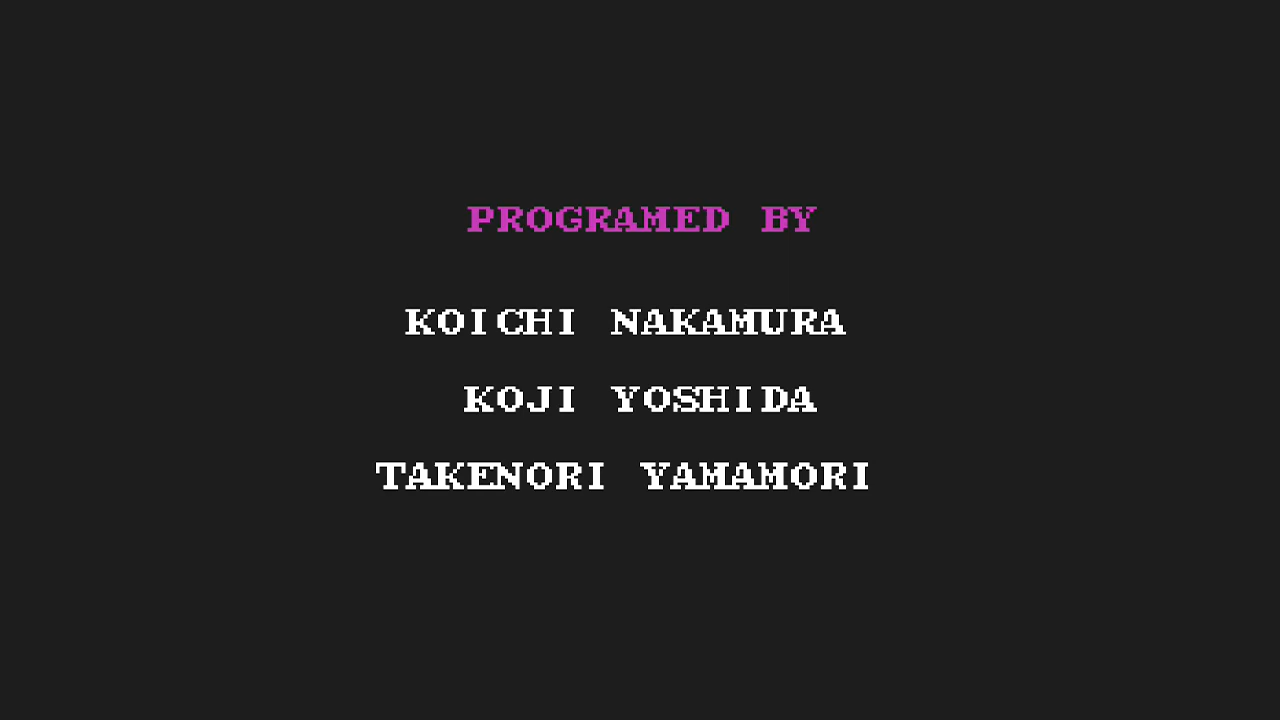 PROGRAMED BY
KOICHI NAKAMURA
KOJI YOSHIDA
TAKENORI YAMAMORI